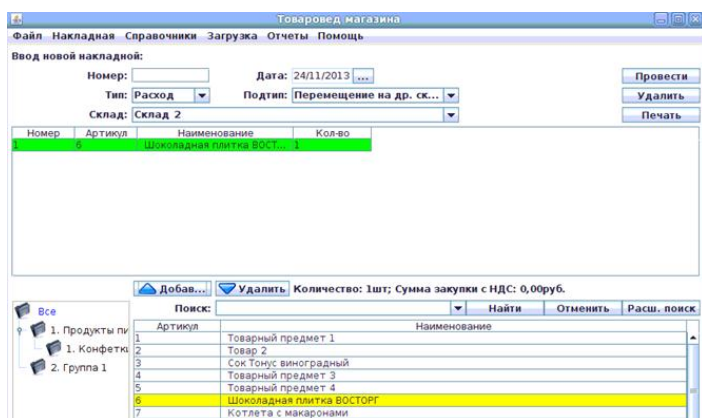 Товаровед магазина
Файл Накладная Справочники Загрузка Отчеты Помощь
Ввод новой накладной:
Номер: Дата: 24/11/2013 ... Провести
Тип: Расход Подтип: Перемещение на др. ск... Удалить
Склад: Склад 2 Печать
Номер Артикул Наименование Кол-во
1 6 Шоколадная плитка ВОСТ... 1
Добав... Удалить Количество: 1шт; Сумма закупки с НДС: 0,00руб.
Все Поиск: Найти Отменить Расш. поиск
1. Продукты пи
1. Конфетки
2. Группа 1
Артикул Наименование
1 Товарный предмет 1
2 Товар 2
3 Сок Тонус виноградный
4 Товарный предмет 3
5 Товарный предмет 4
6 Шоколадная плитка ВОСТОРГ
7 Котлета с макаронами